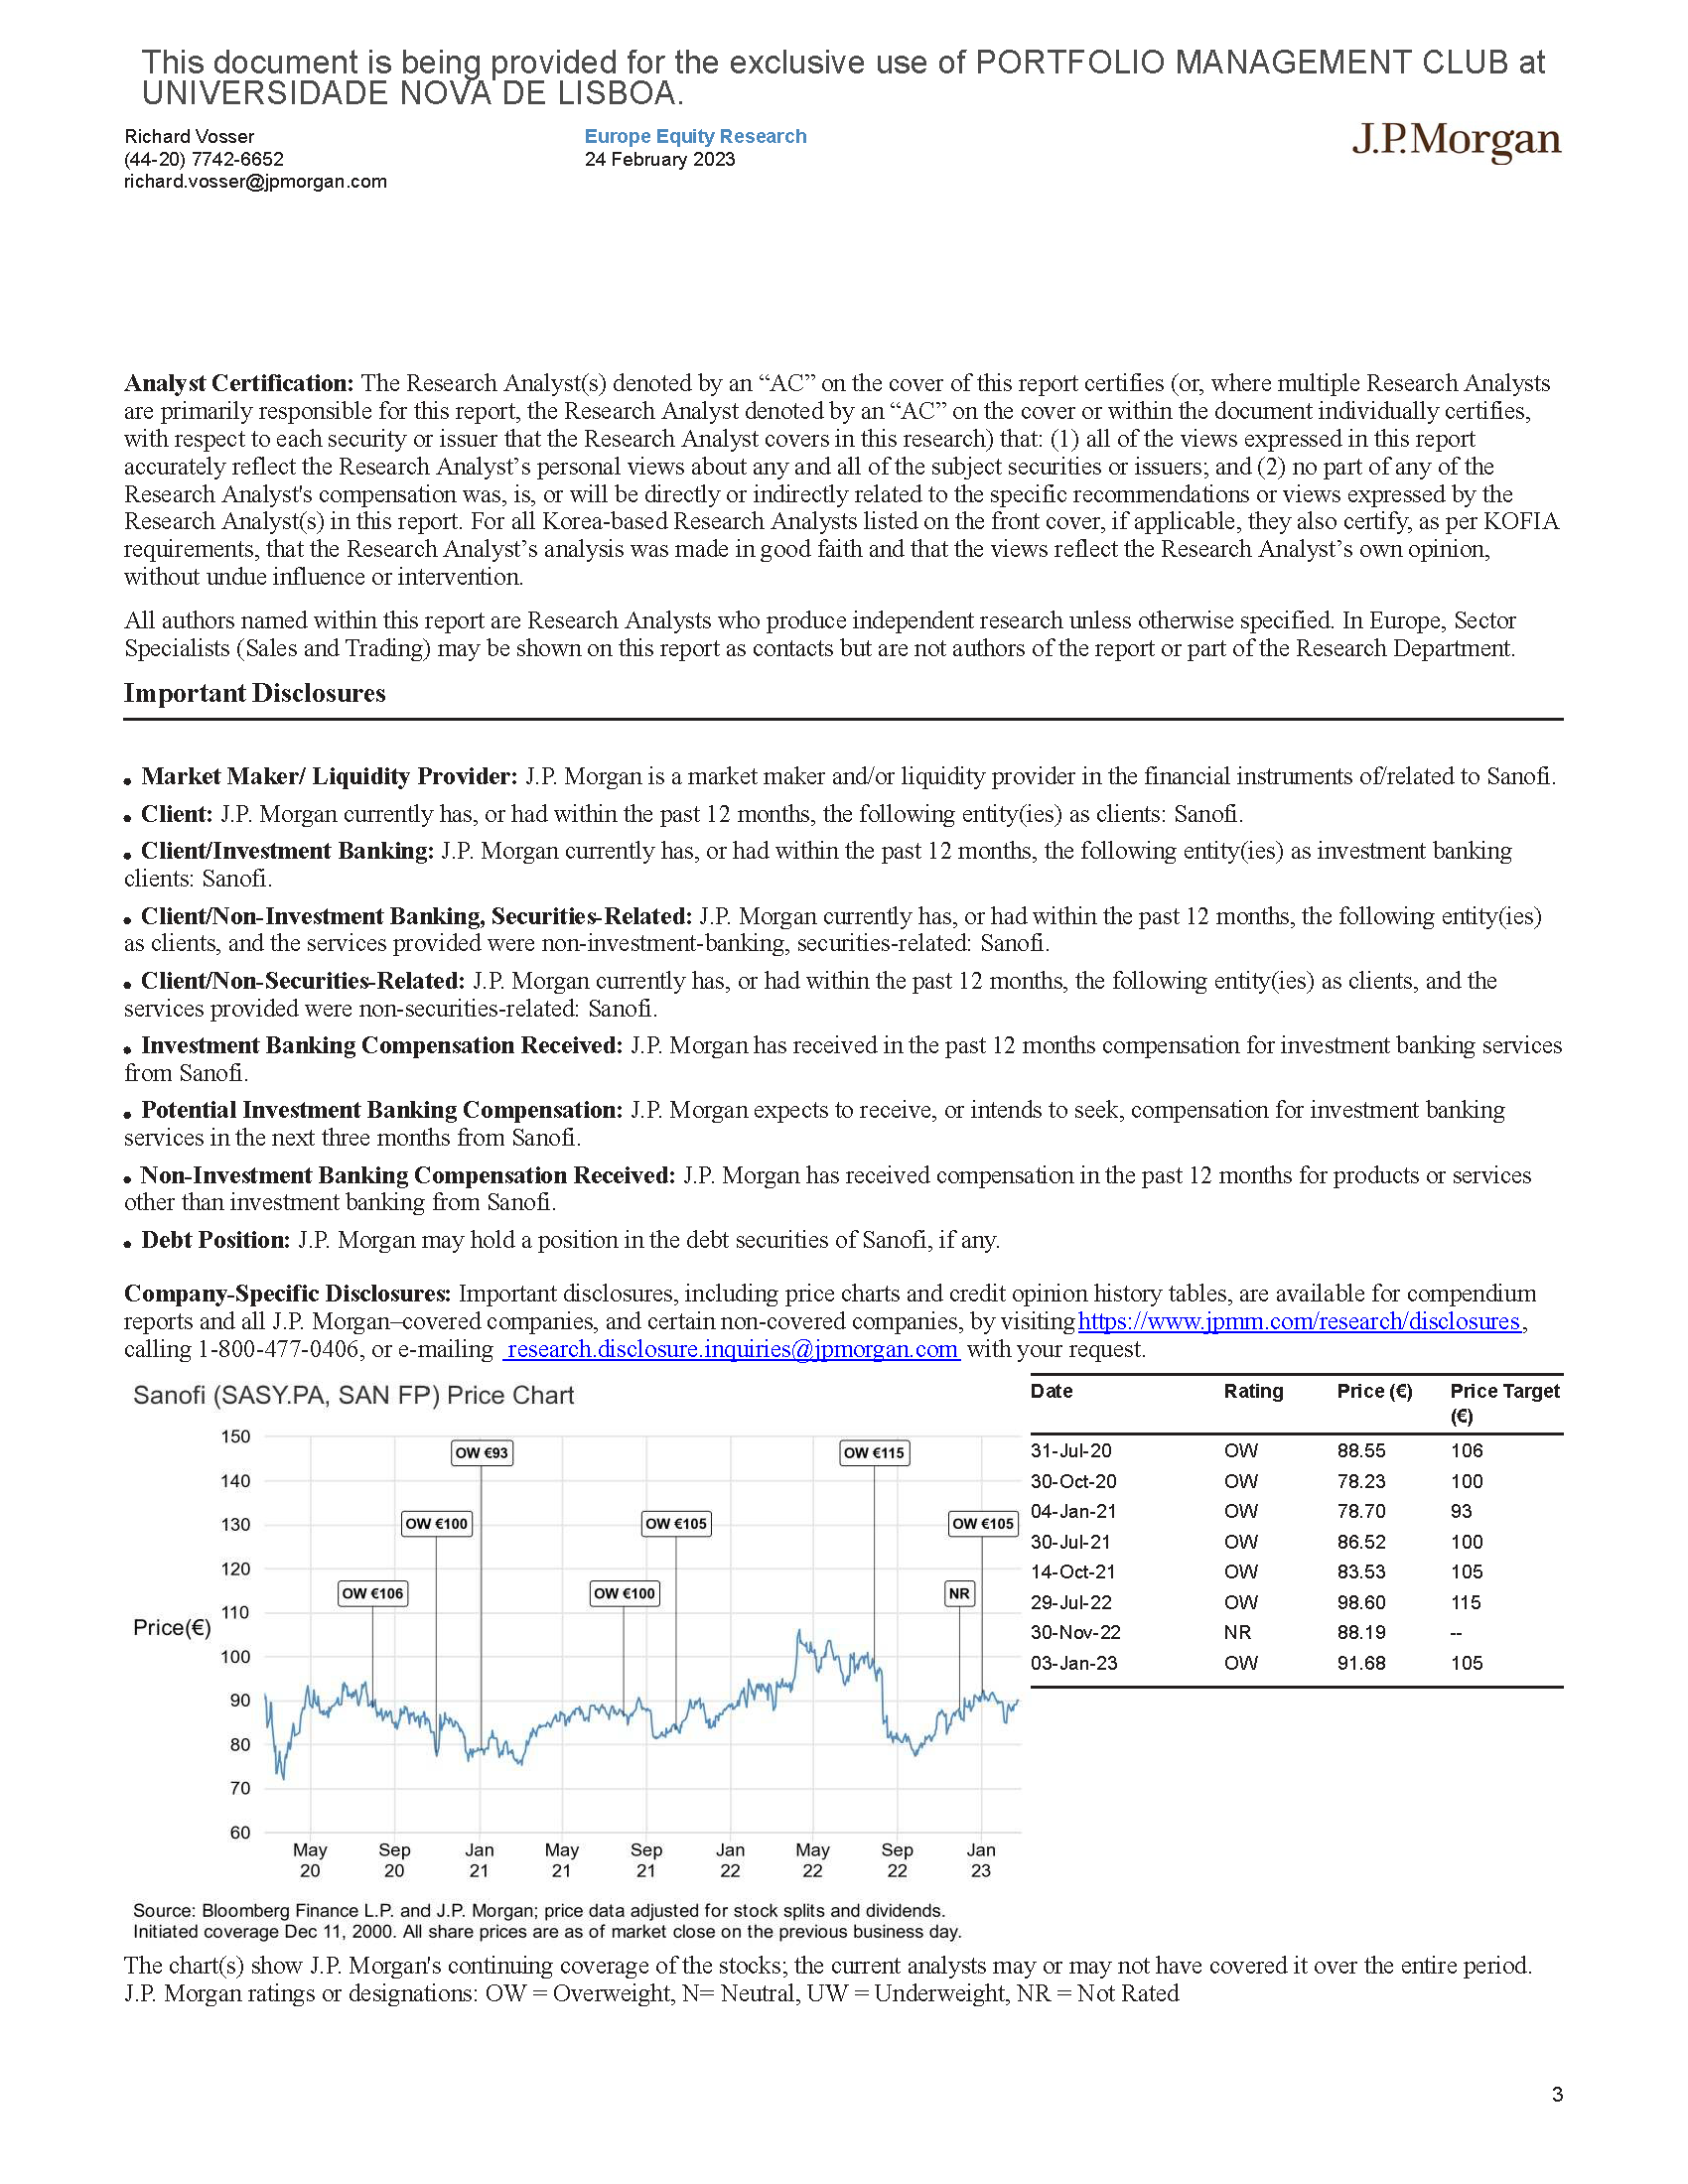 This document is being provided for the exclusive use of PORTFOLIO MANAGEMENT CLUB at
UNIVERSIDADE NOVA DE LISBOA.
Richard Vosser
(44-20) 7742-6652
richard.vosser@jpmorgan.com
Europe Equity Research
24 February 2023
J.P.Morgan
Analyst Certification: The Research Analyst(s) denoted by an “AC” on the cover of this report certifies (or, where multiple Research Analysts
are primarily responsible for this report, the Research Analyst denoted by an “AC” on the cover or within the document individually certifies,
with respect to each security or issuer that the Research Analyst covers in this research) that: (1) all of the views expressed in this report
accurately reflect the Research Analyst’s personal views about any and all of the subject securities or issuers; and (2) no part of any of the
Research Analyst's compensation was, is, or will be directly or indirectly related to the specific recommendations or views expressed by the
Research Analyst(s) in this report. For all Korea-based Research Analysts listed on the front cover, if applicable, they also certify, as per KOFIA
requirements, that the Research Analyst’s analysis was made in good faith and that the views reflect the Research Analyst’s own opinion,
without undue influence or intervention.
All authors named within this report are Research Analysts who produce independent research unless otherwise specified. In Europe, Sector
Specialists (Sales and Trading) may be shown on this report as contacts but are not authors of the report or part of the Research Department.
Important Disclosures
• Market Maker/ Liquidity Provider: J.P. Morgan is a market maker and/or liquidity provider in the financial instruments of/related to Sanofi.
• Client: J.P. Morgan currently has, or had within the past 12 months, the following entity(ies) as clients: Sanofi.
• Client/Investment Banking: J.P. Morgan currently has, or had within the past 12 months, the following entity(ies) as investment banking
clients: Sanofi.
• Client/Non-Investment Banking, Securities-Related: J.P. Morgan currently has, or had within the past 12 months, the following entity(ies)
as clients, and the services provided were non-investment-banking, securities-related: Sanofi.
• Client/Non-Securities-Related: J.P. Morgan currently has, or had within the past 12 months, the following entity(ies) as clients, and the
services provided were non-securities-related: Sanofi.
• Investment Banking Compensation Received: J.P. Morgan has received in the past 12 months compensation for investment banking services
from Sanofi.
• Potential Investment Banking Compensation: J.P. Morgan expects to receive, or intends to seek, compensation for investment banking
services in the next three months from Sanofi.
• Non-Investment Banking Compensation Received: J.P. Morgan has received compensation in the past 12 months for products or services
other than investment banking from Sanofi.
• Debt Position: J.P. Morgan may hold a position in the debt securities of Sanofi, if any.
Company-Specific Disclosures: Important disclosures, including price charts and credit opinion history tables, are available for compendium
reports and all J.P. Morgan–covered companies, and certain non-covered companies, by visiting https://www.jpmm.com/research/disclosures,
calling 1-800-477-0406, or e-mailing research.disclosure.inquiries@jpmorgan.com with your request.
Sanofi (SASY.PA, SAN FP) Price Chart
150
140
130
120
110
100
90
80
70
60
Price(€)
OW €93 OW €115
OW €100 OW €105 OW €105
OW €106 OW €100 NR
May Sep Jan May Sep Jan May Sep Jan
20 20 21 21 21 22 22 22 23
Date Rating Price (€) Price Target
(€)
31-Jul-20 OW 88.55 106
30-Oct-20 OW 78.23 100
04-Jan-21 OW 78.70 93
30-Jul-21 OW 86.52 100
14-Oct-21 OW 83.53 105
29-Jul-22 OW 98.60 115
30-Nov-22 NR 88.19 --
03-Jan-23 OW 91.68 105
Source: Bloomberg Finance L.P. and J.P. Morgan; price data adjusted for stock splits and dividends.
Initiated coverage Dec 11, 2000. All share prices are as of market close on the previous business day.
The chart(s) show J.P. Morgan's continuing coverage of the stocks; the current analysts may or may not have covered it over the entire period.
J.P. Morgan ratings or designations: OW = Overweight, N= Neutral, UW = Underweight, NR = Not Rated
3